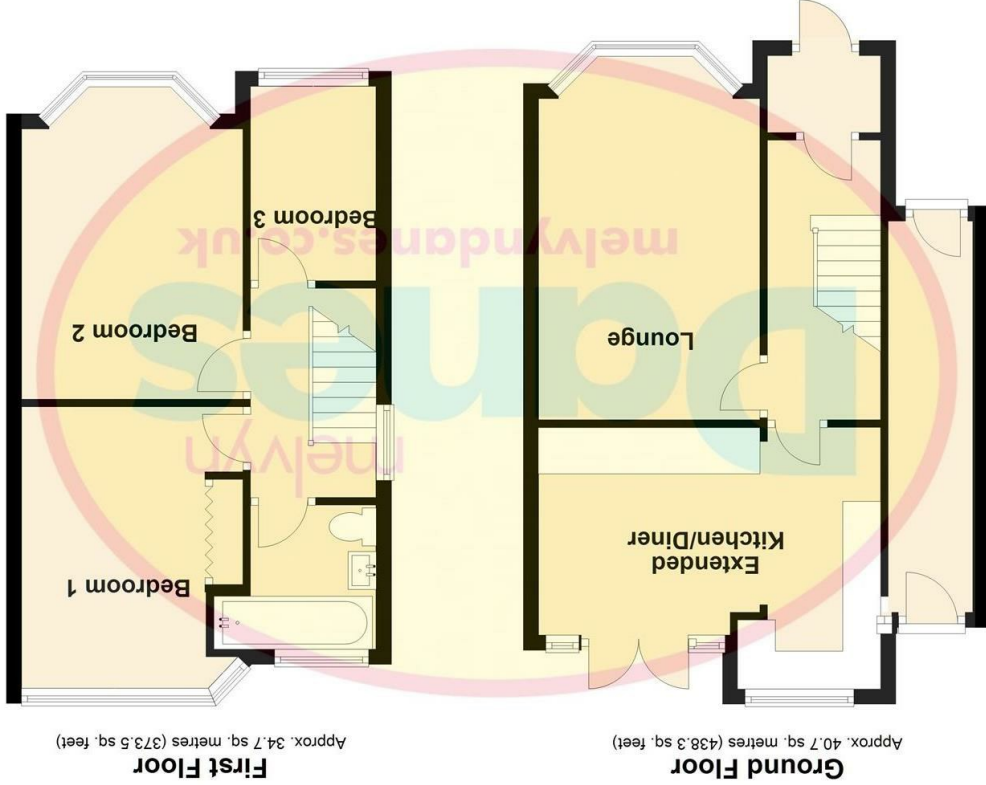 Ground Floor
Approx. 40.7 sq. metres (438.3 sq. feet)
Extended
Kitchen/Diner
Lounge
First Floor
Approx. 34.7 sq. metres (373.5 sq. feet)
Bedroom 1
Bedroom 2
Bedroom 3
melvyn
Danes
melvyndanes.co.uk